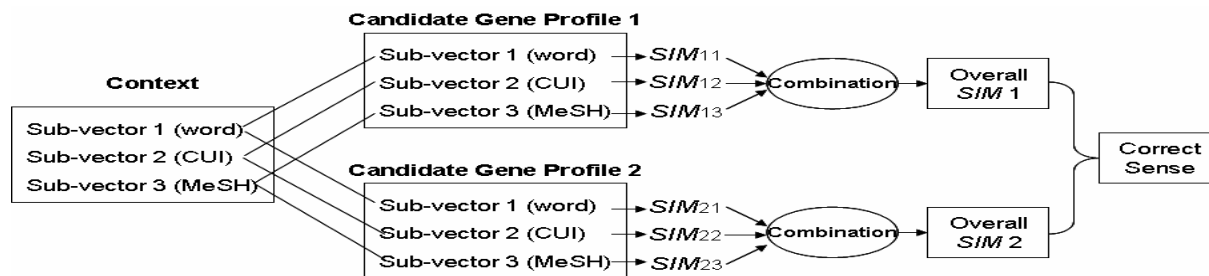 Context
Sub-vector 1 (word)
Sub-vector 2 (CUI)
Sub-vector 3 (MeSH)
Candidate Gene Profile 1
Sub-vector 1 (word)
Sub-vector 2 (CUI)
Sub-vector 3 (MeSH)
SIM11
SIM12
SIM13
Combination
Overall
SIM 1
Candidate Gene Profile 2
Sub-vector 1 (word)
Sub-vector 2 (CUI)
Sub-vector 3 (MeSH)
SIM21
SIM22
SIM23
Combination
Overall
SIM 2
Correct
Sense